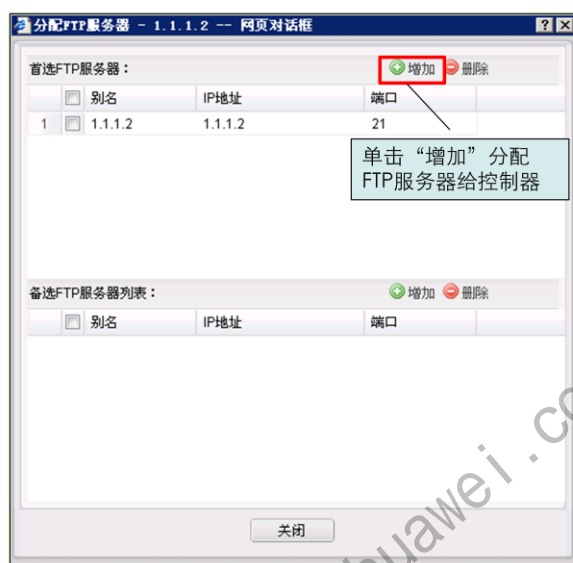 分配FTP服务器 - 1.1.1.2 -- 网页对话框
首选FTP服务器： 增加 删除
别名 IP地址 端口
1 1.1.1.2 1.1.1.2 21
单击“增加”分配
FTP服务器给控制器
备选FTP服务器列表： 增加 删除
别名 IP地址 端口
关闭
huawei.co